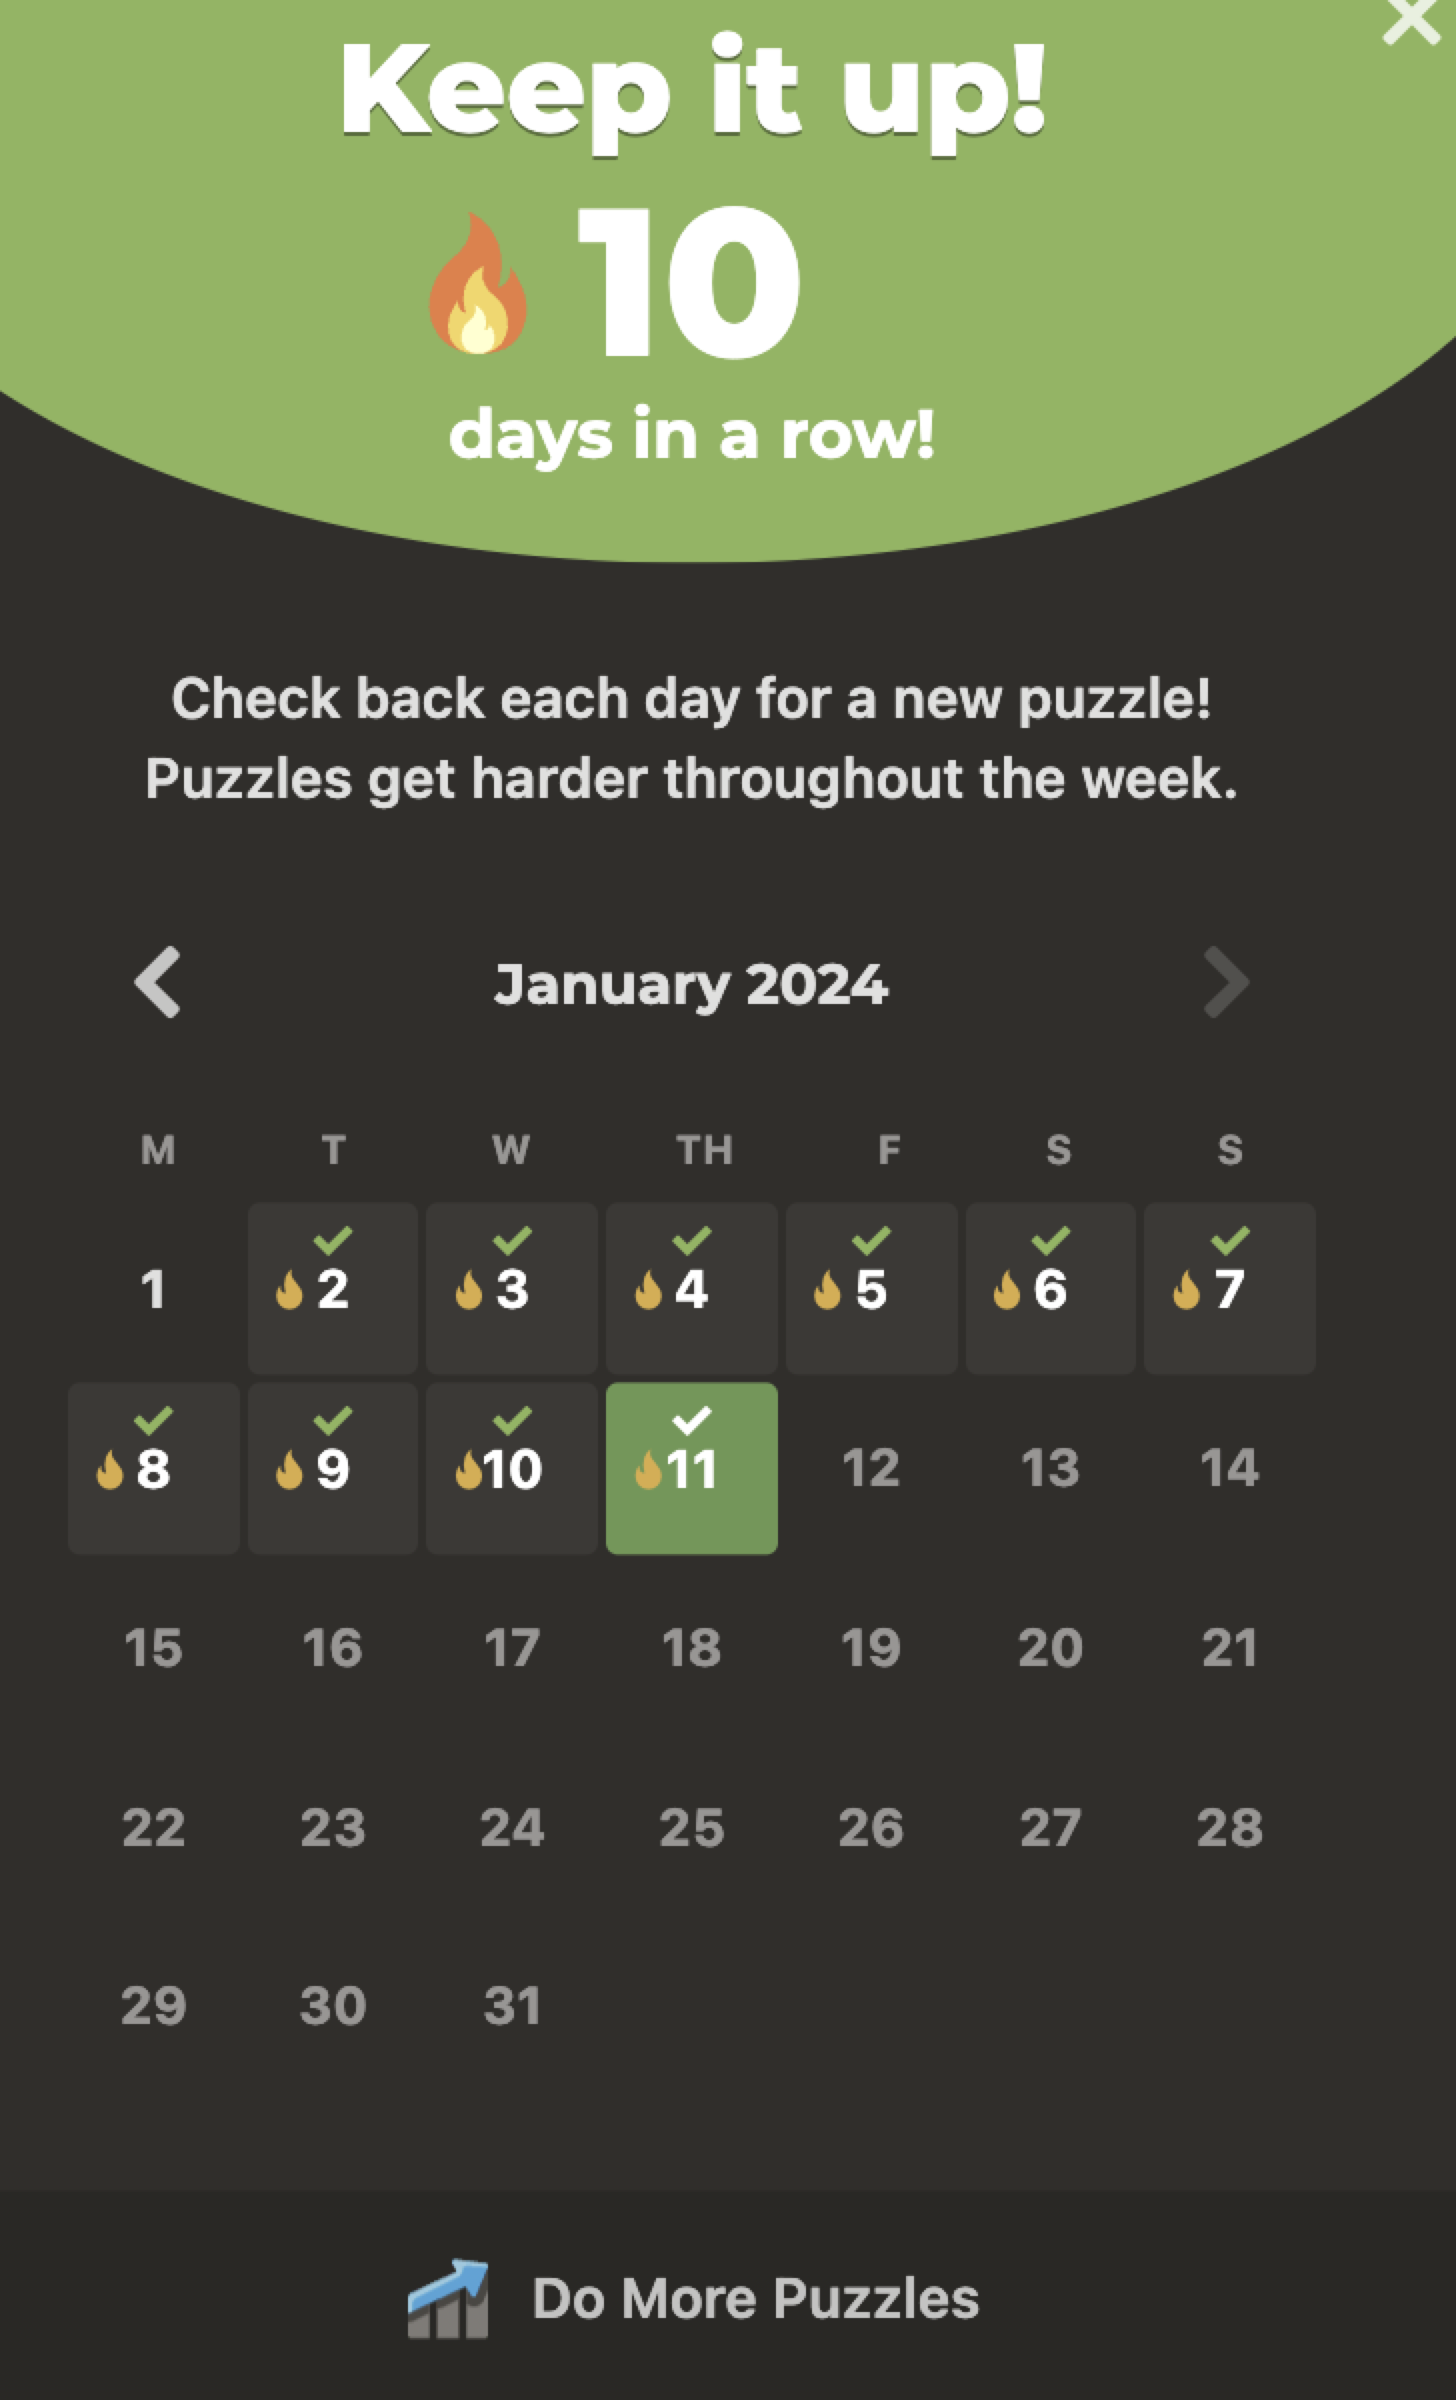 Keep it up!
10
days in a row!
Check back each day for a new puzzle!
Puzzles get harder throughout the week.
January 2024
M T W TH F S S
1 2 3 4 5 6 7
8 9 10 11 12 13 14
15 16 17 18 19 20 21
22 23 24 25 26 27 28
29 30 31
Do More Puzzles